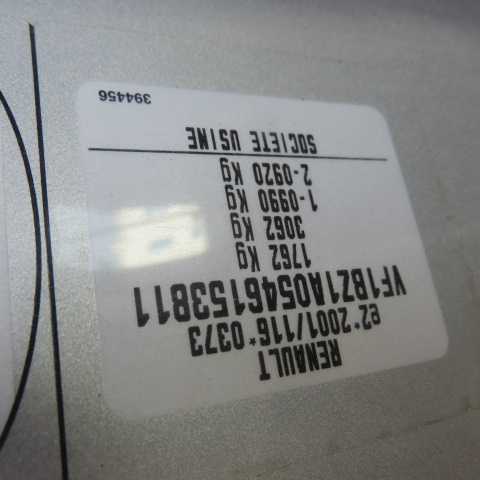 RENAULT
e2*2001/116*0373
VF1BZ1A0546153811
1762 Kg
3062 Kg
1-0990 Kg
2-0920 Kg
SOCIETE USINE
394456